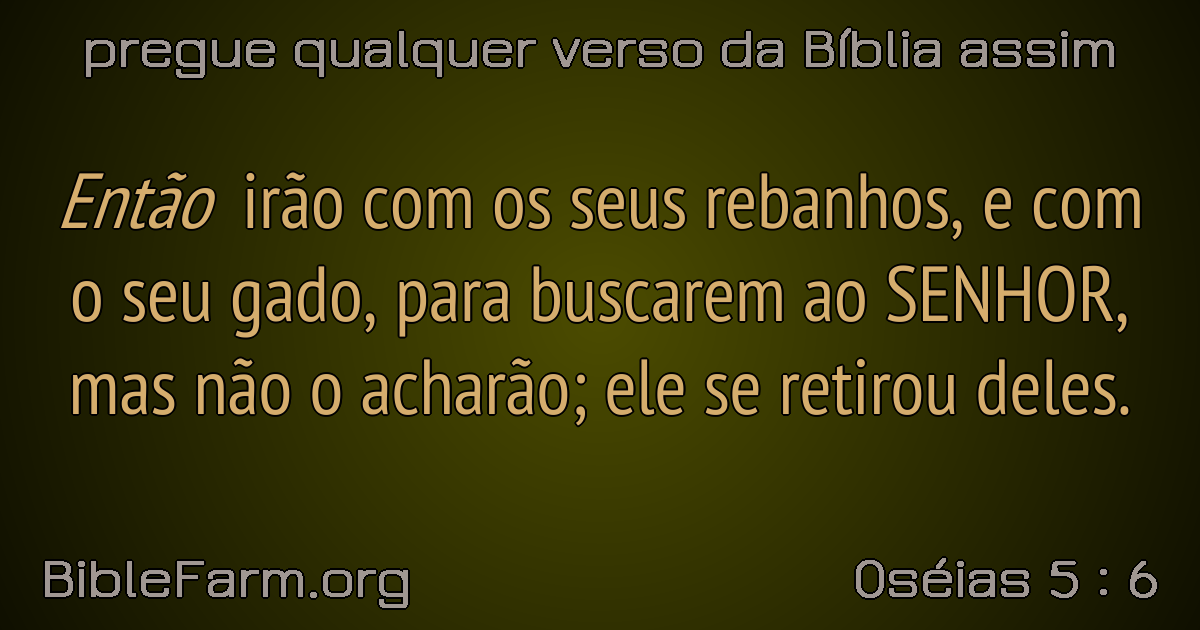 pregue qualquer verso da Bíblia assim
Então irão com os seus rebanhos, e com
o seu gado, para buscarem ao SENHOR,
mas não o acharão; ele se retirou deles.
BibleFarm.org
Oséias 5 : 6